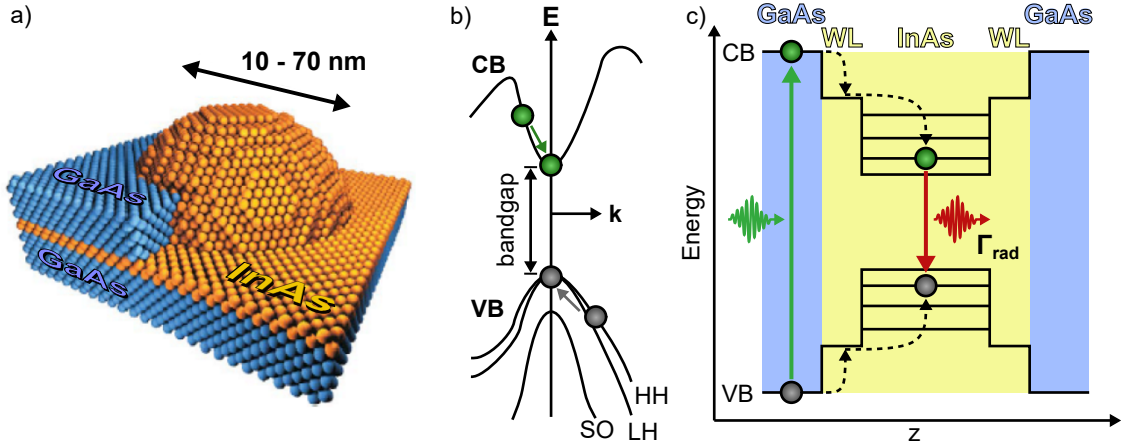 a)
10 - 70 nm
GaAs
GaAs
InAs
b)
E
CB
bandgap
k
VB
HH
LH
SO
c)
GaAs
WL
InAs
WL
GaAs
CB
Energy
Γrad
VB
z